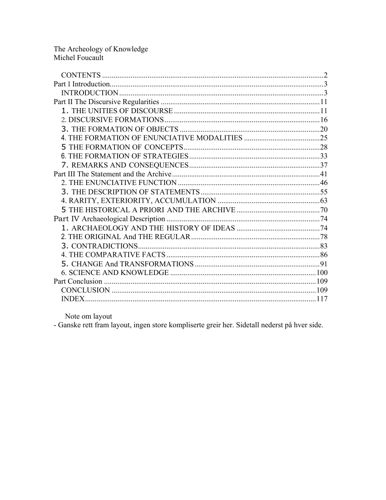 The Archeology of Knowledge
Michel Foucault
CONTENTS ...2
Part I Introduction...3
INTRODUCTION...3
Part II The Discursive Regularities ...11
1. THE UNITIES OF DISCOURSE ...11
2. DISCURSIVE FORMATIONS...16
3. THE FORMATION OF OBJECTS ...20
4. THE FORMATION OF ENUNCIATIVE MODALITIES ...25
5 THE FORMATION OF CONCEPTS...28
6. THE FORMATION OF STRATEGIES...33
7. REMARKS AND CONSEQUENCES...37
Part III The Statement and the Archive...41
2. THE ENUNCIATIVE FUNCTION ...46
3. THE DESCRIPTION OF STATEMENTS...55
4. RARITY, EXTERIORITY, ACCUMULATION ...63
5 THE HISTORICAL A PRIORI AND THE ARCHIVE ...70
Part IV Archaeological Description ...74
1. ARCHAEOLOGY AND THE HISTORY OF IDEAS ...74
2. THE ORIGINAL And THE REGULAR...78
3. CONTRADICTIONS...83
4. THE COMPARATIVE FACTS ...86
5. CHANGE And TRANSFORMATIONS...91
6. SCIENCE AND KNOWLEDGE ...100
Part Conclusion ...109
CONCLUSION ...109
INDEX...117
Note om layout
- Ganske rett fram layout, ingen store kompliserte greir her. Sidetall nederst på hver side.